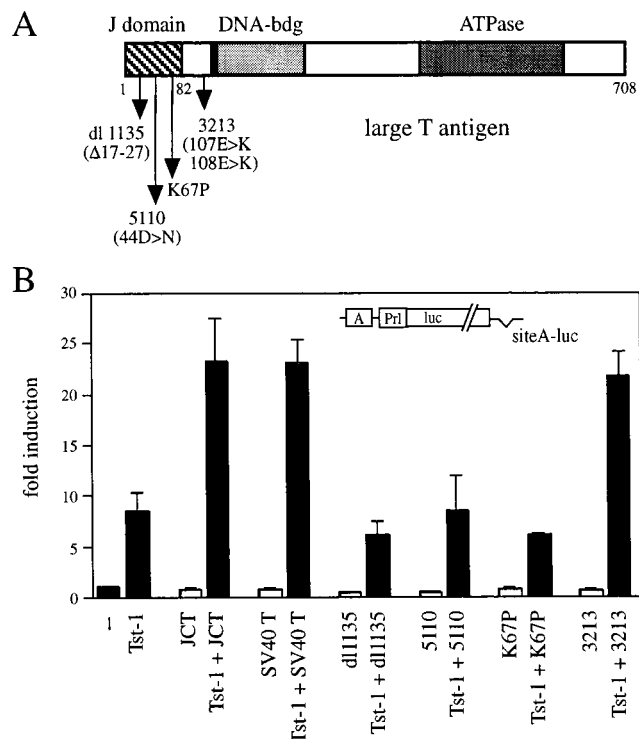 A
J domain
DNA-bdg
ATPase
1
82
708
dl 1135
(Δ17-27)
3213
(107E>K
108E>K)
K67P
5110
(44D>N)
large T antigen
B
fold induction
30
25
20
15
10
5
0
A
Prl
luc
siteA-luc
1
Tst-1
JCT
Tst-1 + JCT
SV40 T
Tst-1 + SV40 T
dl1135
Tst-1 + dl1135
5110
Tst-1 + 5110
K67P
Tst-1 + K67P
3213
Tst-1 + 3213